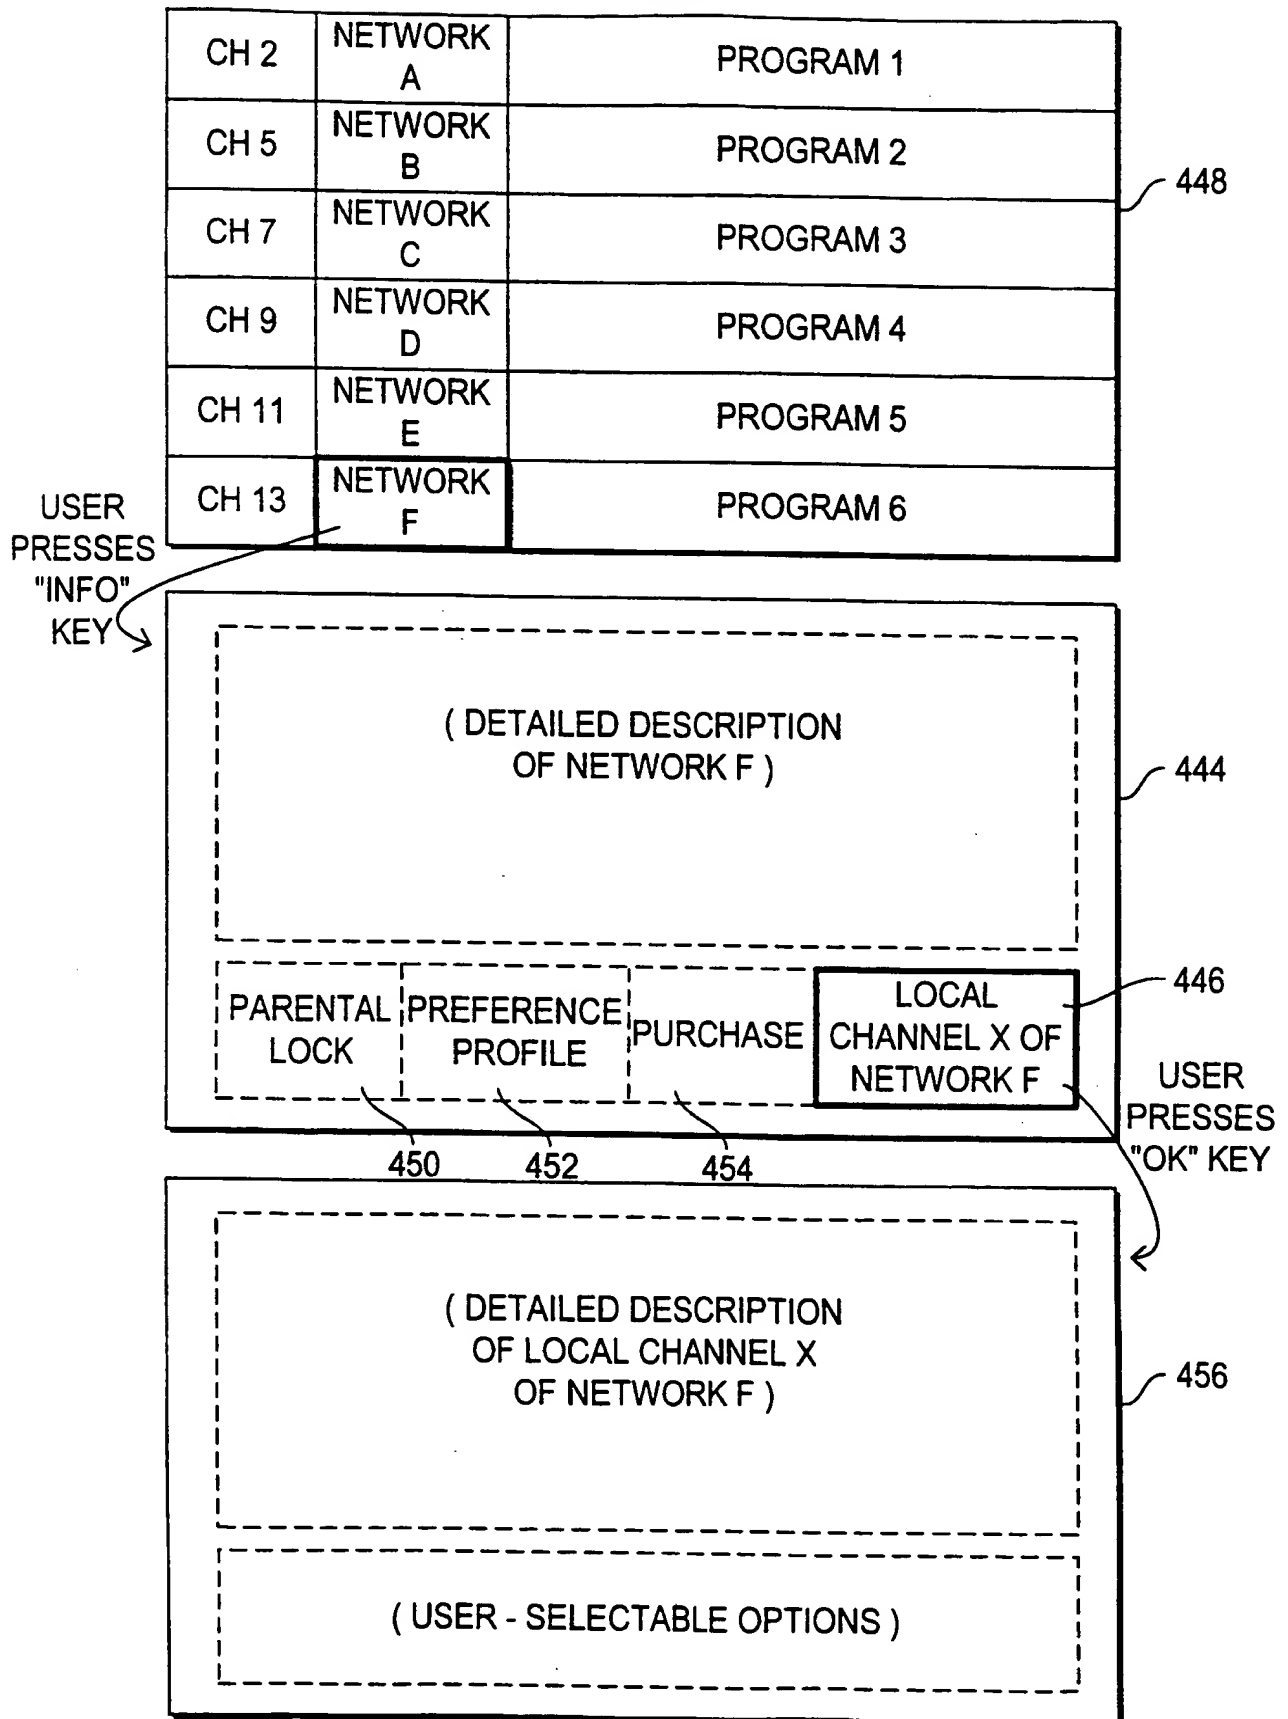 CH 2 NETWORK A PROGRAM 1
CH 5 NETWORK B PROGRAM 2
448
CH 7 NETWORK C PROGRAM 3
CH 9 NETWORK D PROGRAM 4
CH 11 NETWORK E PROGRAM 5
CH 13 NETWORK F PROGRAM 6
USER
PRESSES
"INFO"
KEY
( DETAILED DESCRIPTION
OF NETWORK F )
444
PARENTAL
LOCK
PREFERENCE
PROFILE
PURCHASE
LOCAL
CHANNEL X OF
NETWORK F
446
USER
PRESSES
"OK" KEY
450
452
454
( DETAILED DESCRIPTION
OF LOCAL CHANNEL X
OF NETWORK F )
456
( USER - SELECTABLE OPTIONS )